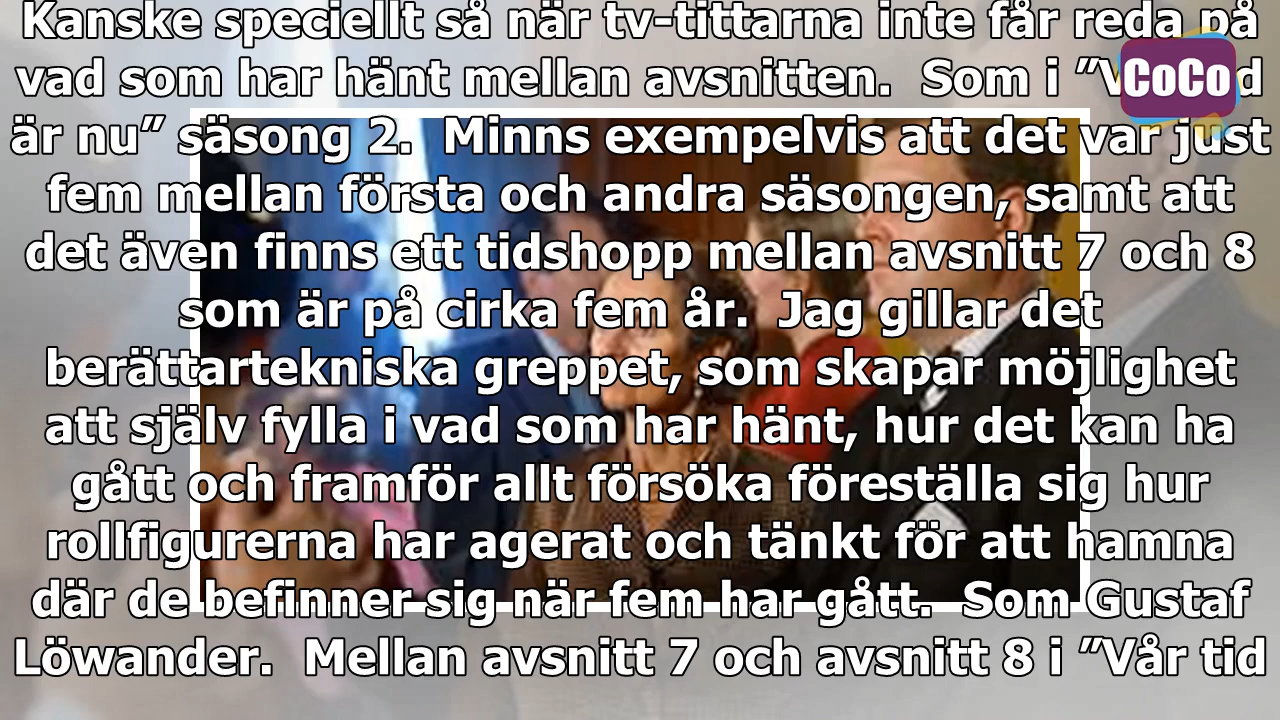 Kanske speciellt så när tv-tittarna inte får reda på
vad som har hänt mellan avsnitten. Som i
CoCo
är nu” säsong 2. Minns exempelvis att det var just
fem mellan första och andra säsongen, samt att
det även finns ett tidshopp mellan avsnitt 7 och 8
som är på cirka fem år. Jag gillar det
berättartekniska greppet, som skapar möjlighet
att själv fylla i vad som har hänt, hur det kan ha
gått och framför allt försöka föreställa sig hur
rollfigurerna har agerat och tänkt för att hamna
där de befinner sig när fem har gått. Som Gustaf
Löwander. Mellan avsnitt 7 och avsnitt 8 i ”Vår tid